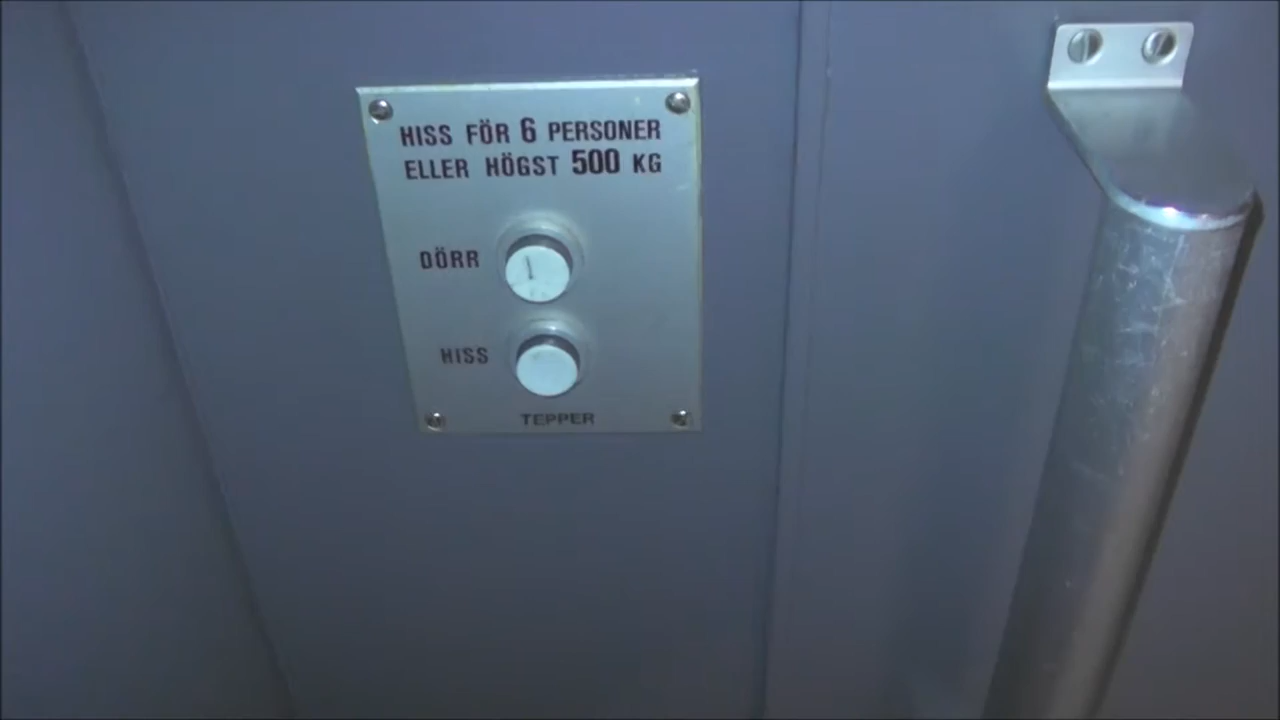 HISS FÖR 6 PERSONER
ELLER HÖGST 500 KG
DÖRR
HISS
TEPPER